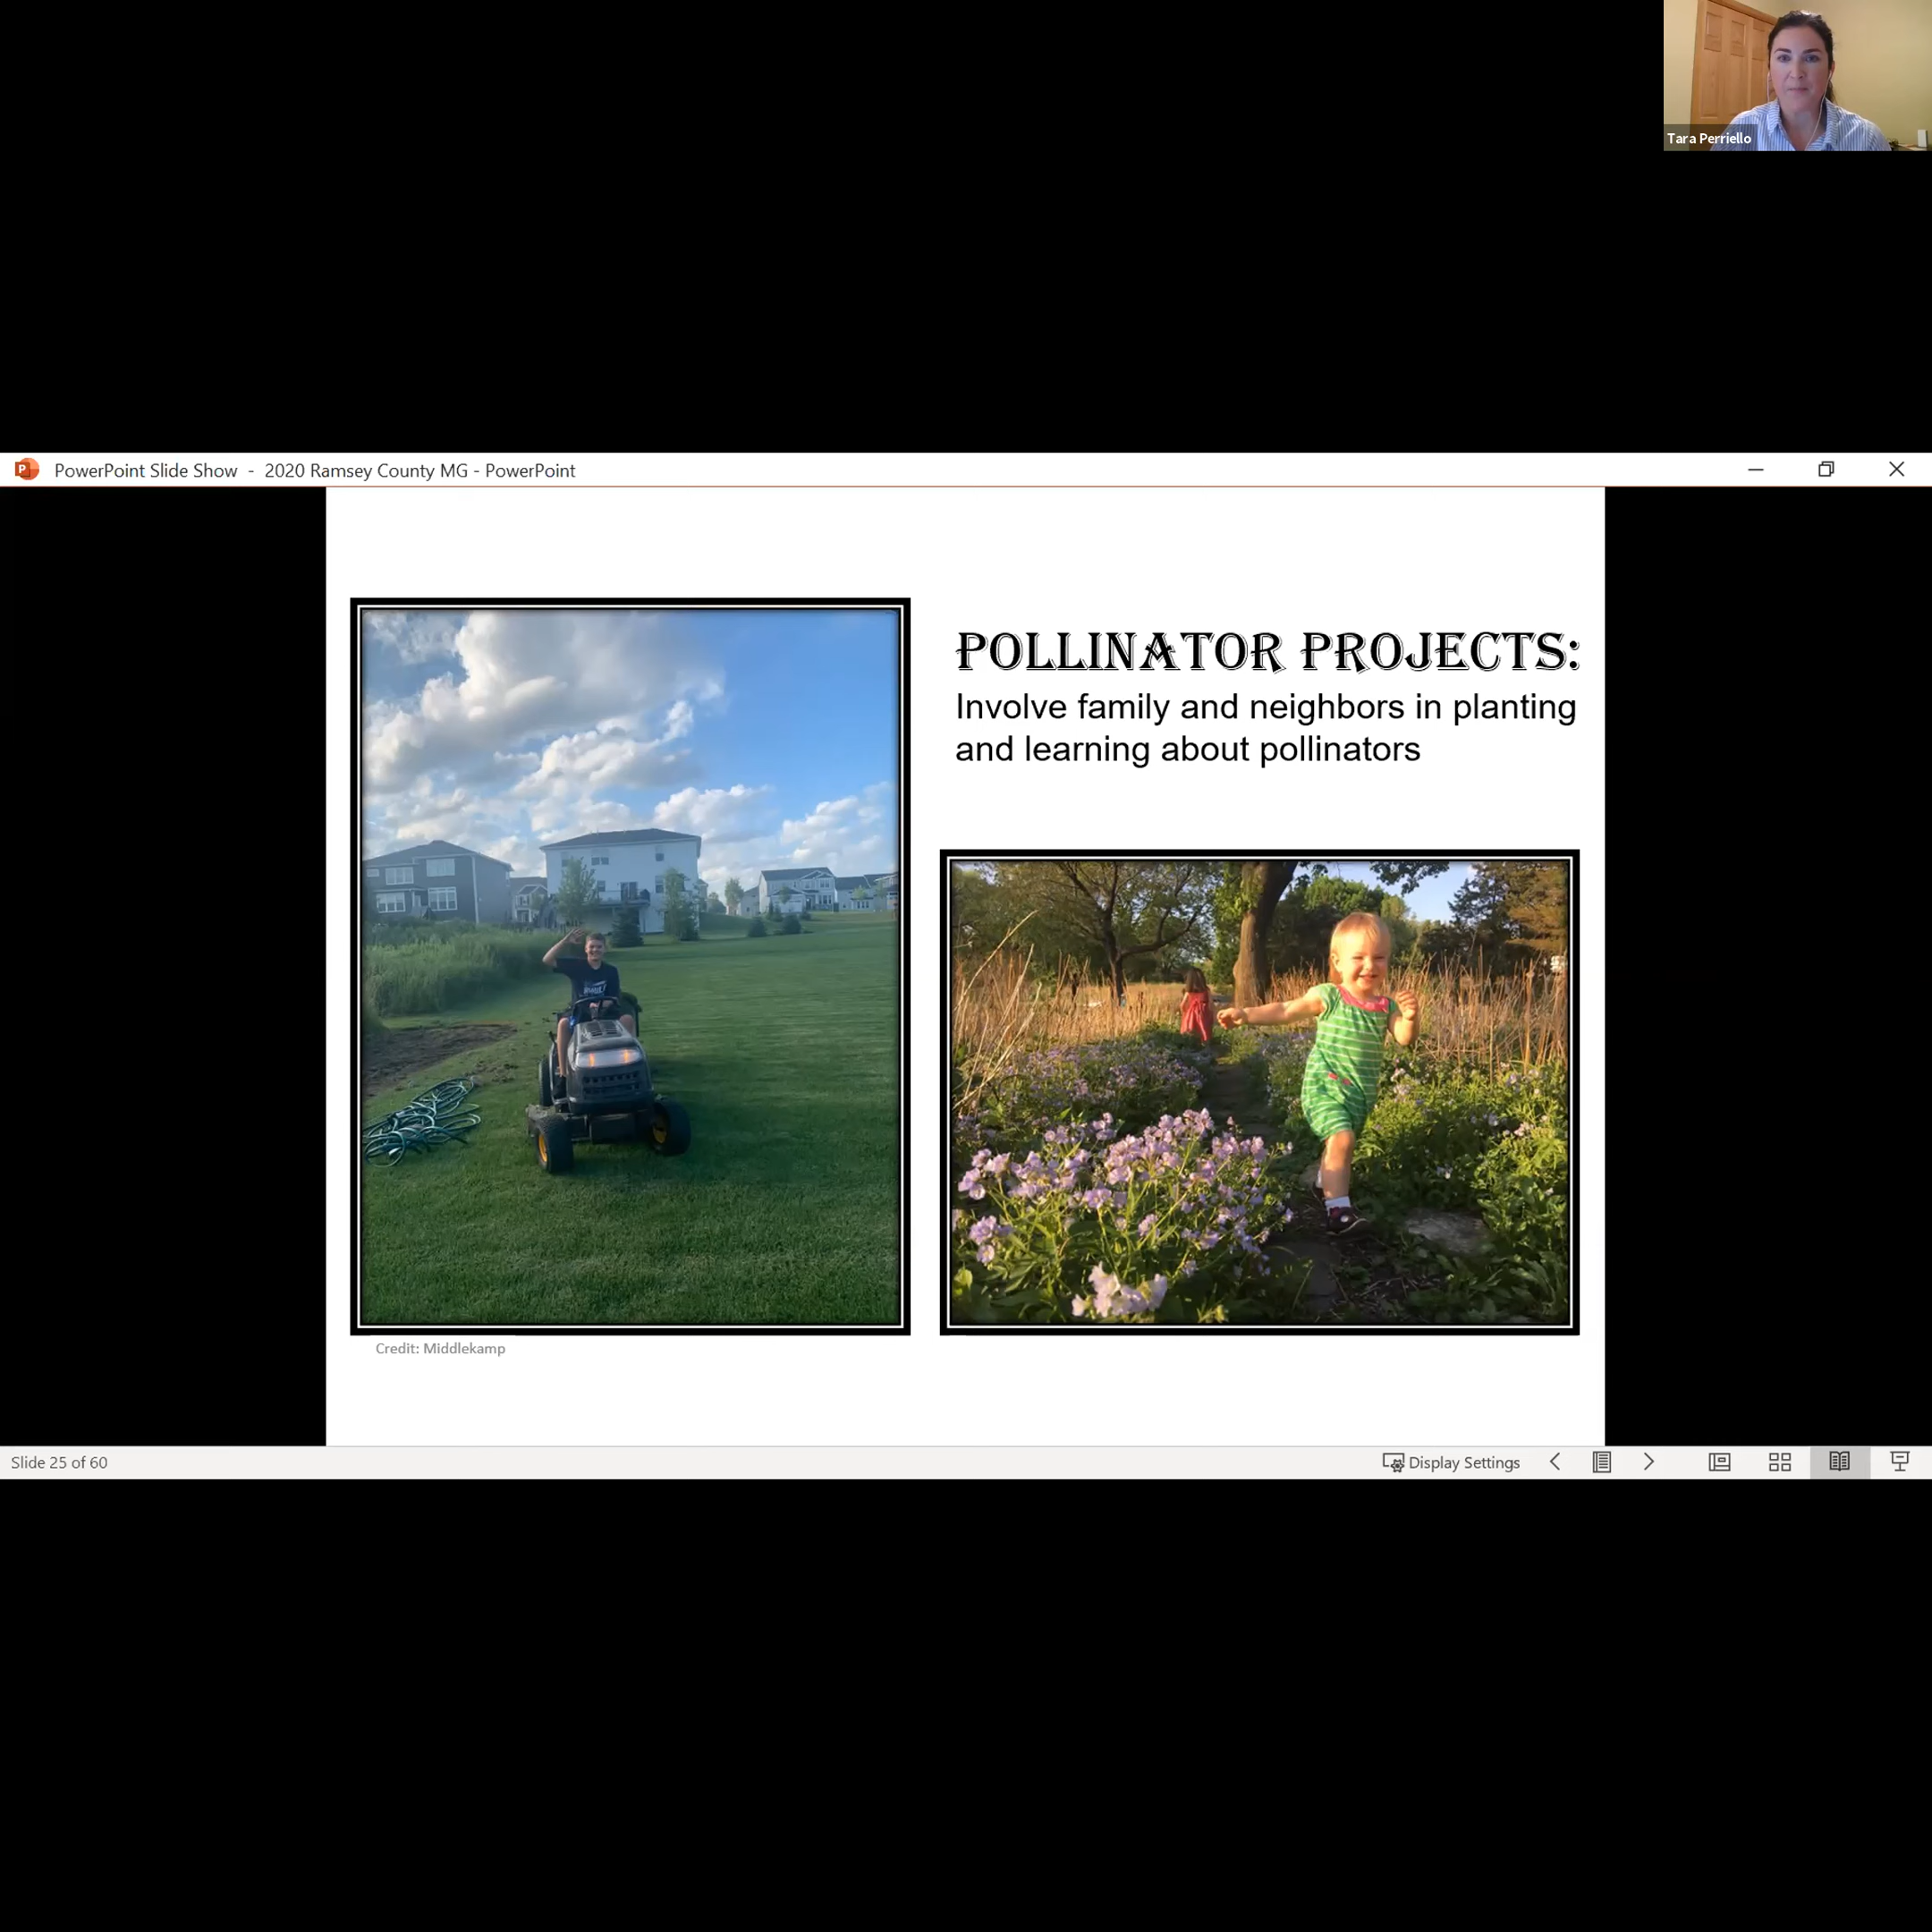 Tara Perriello
PowerPoint Slide Show - 2020 Ramsey County MG - PowerPoint
POLLINATOR PROJECTS:
Involve family and neighbors in planting
and learning about pollinators
Credit: Middlekamp
Slide 25 of 60
Display Settings